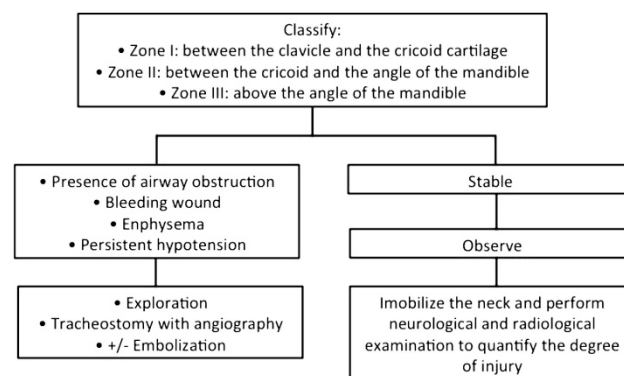 Classify:
• Zone I: between the clavicle and the cricoid cartilage
• Zone II: between the cricoid and the angle of the mandible
• Zone III: above the angle of the mandible
• Presence of airway obstruction
• Bleeding wound
• Enphysema
• Persistent hypotension
• Exploration
• Tracheostomy with angiography
• +/- Embolization
Stable
Observe
Imobilize the neck and perform
neurological and radiological
examination to quantify the degree
of injury